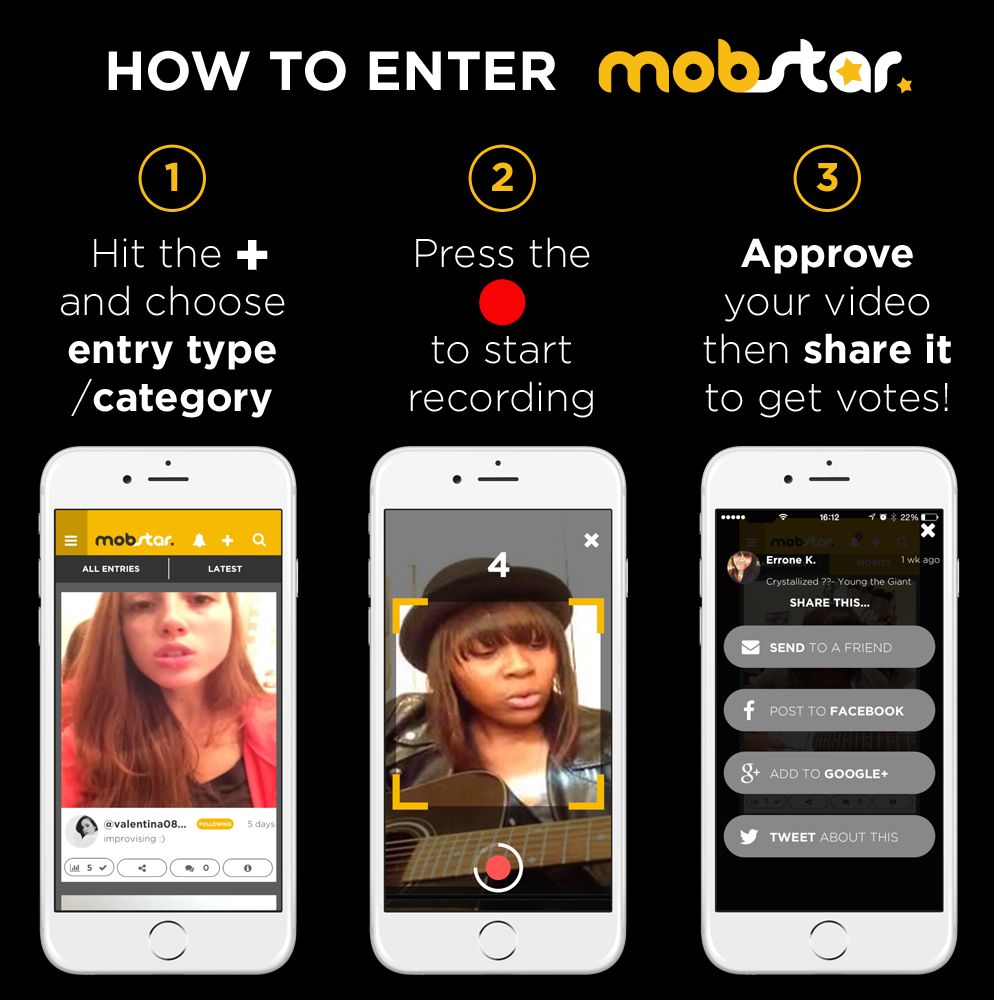 HOW TO ENTER mobstar.
1
Hit the +
and choose
entry type
/category
2
Press the
to start
recording
3
Approve
your video
then share it
to get votes!
mobstar.
ALL ENTRIES LATEST
@valentina08... FOLLOWING 5 days
improvising :)
5 0
4
16:12 22%
mobstar.
Errone K. 1 wk ago
Crystallized ??- Young the Giant
SHARE THIS...
SEND TO A FRIEND
f POST TO FACEBOOK
g+ ADD TO GOOGLE+
TWEET ABOUT THIS
7 0